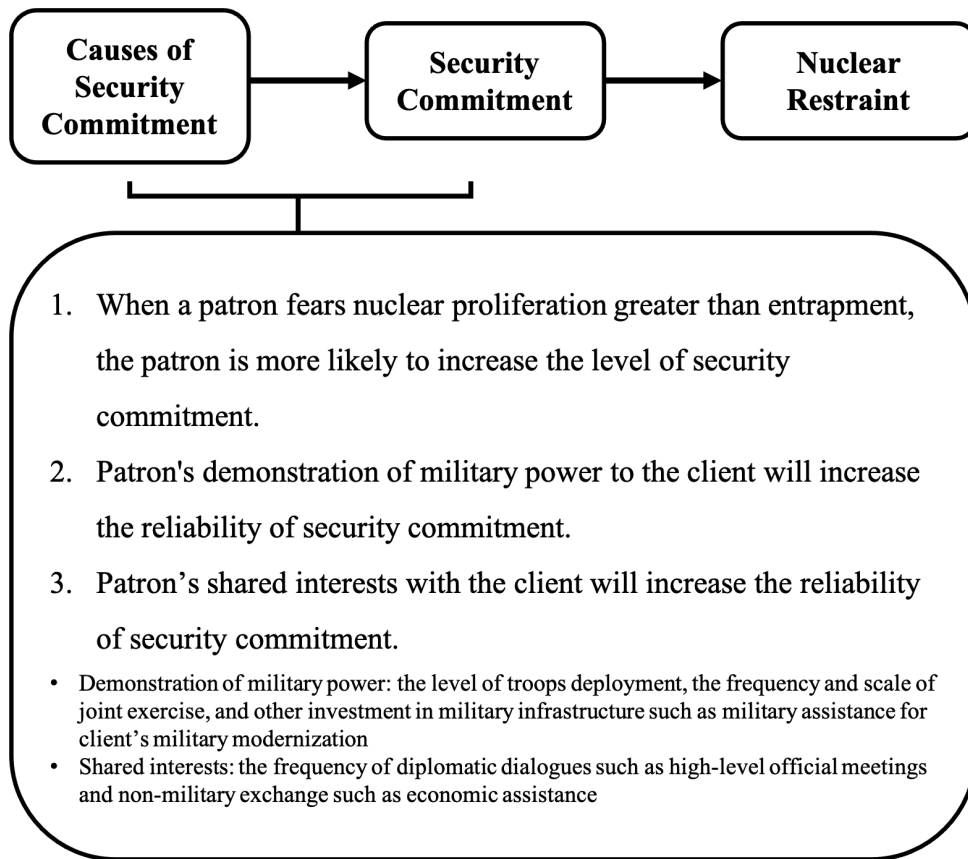 Causes of
Security
Commitment
Security
Commitment
Nuclear
Restraint
1. When a patron fears nuclear proliferation greater than entrapment,
the patron is more likely to increase the level of security
commitment.
2. Patron's demonstration of military power to the client will increase
the reliability of security commitment.
3. Patron’s shared interests with the client will increase the reliability
of security commitment.
• Demonstration of military power: the level of troops deployment, the frequency and scale of
joint exercise, and other investment in military infrastructure such as military assistance for
client’s military modernization
• Shared interests: the frequency of diplomatic dialogues such as high-level official meetings
and non-military exchange such as economic assistance